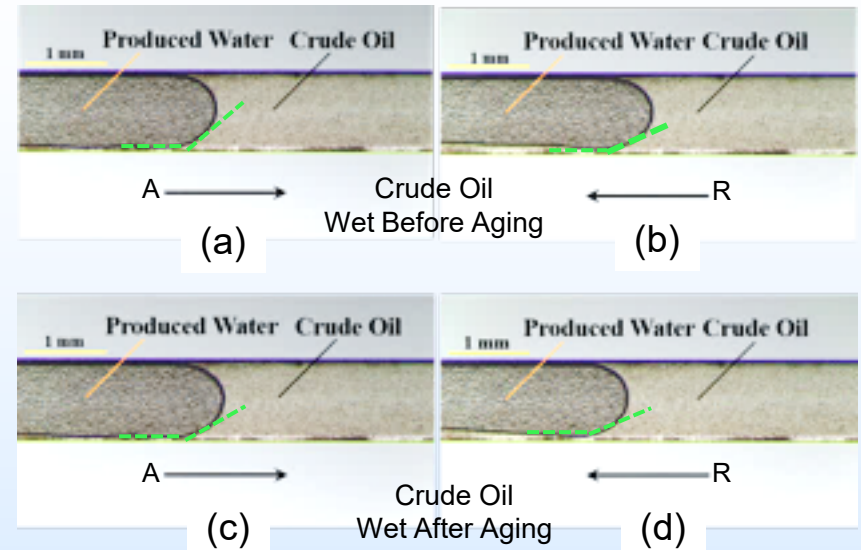 Produced Water Crude Oil
1 mm
A
(a)
Produced Water Crude Oil
1 mm
R
(b)
Crude Oil
Wet Before Aging
Produced Water Crude Oil
1 mm
A
(c)
Produced Water Crude Oil
1 mm
R
(d)
Crude Oil
Wet After Aging